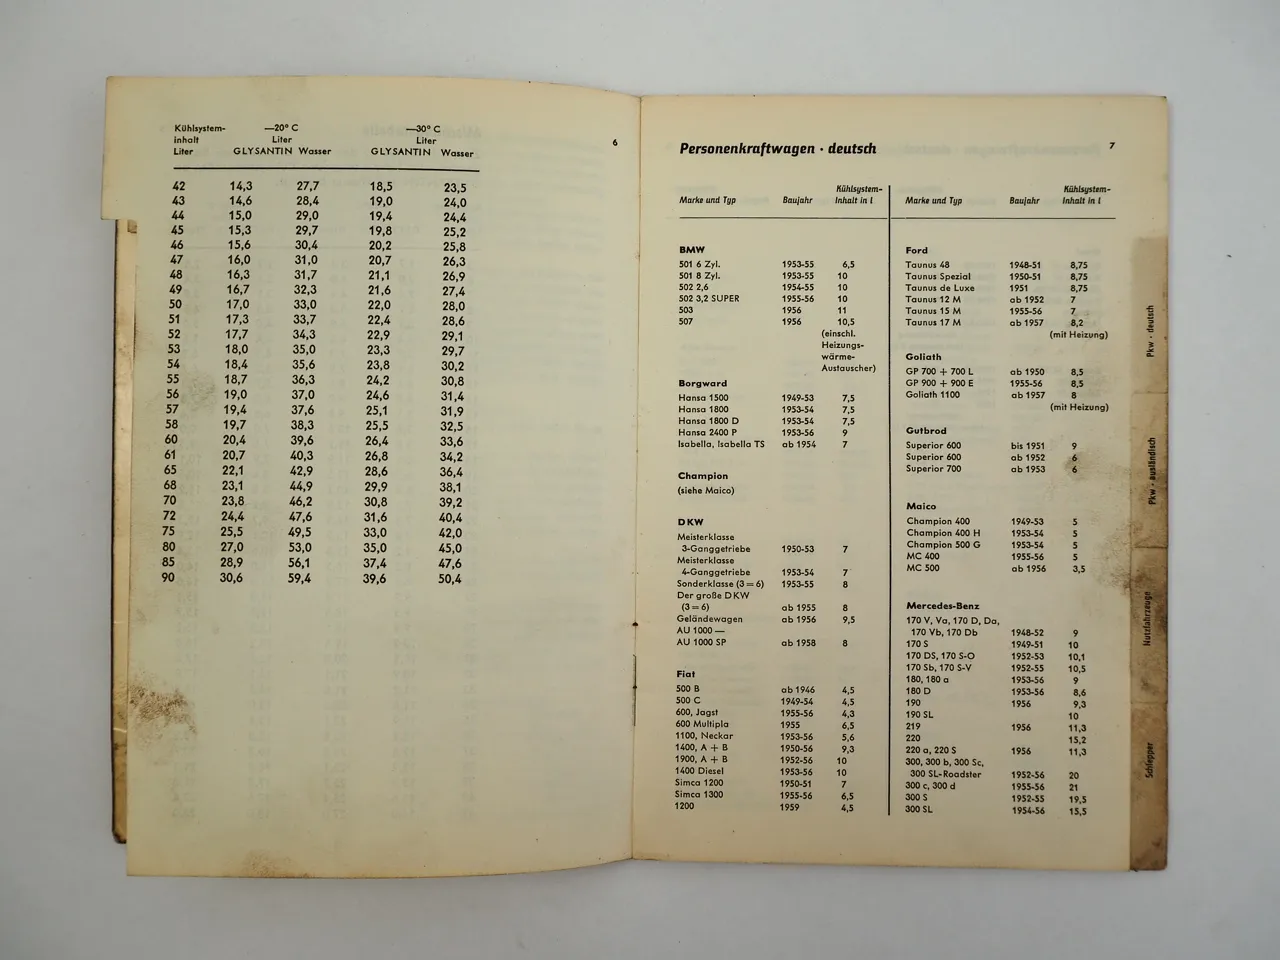 6
Kühlsystem- —20° C —30° C
inhalt Liter Liter
Liter GLYSANTIN Wasser GLYSANTIN Wasser
42 14,3 27,7 18,5 23,5
43 14,6 28,4 19,0 24,0
44 15,0 29,0 19,4 24,4
45 15,3 29,7 19,8 25,2
46 15,6 30,4 20,2 25,8
47 16,0 31,0 20,7 26,3
48 16,3 31,7 21,1 26,9
49 16,7 32,3 21,6 27,4
50 17,0 33,0 22,0 28,0
51 17,3 33,7 22,4 28,6
52 17,7 34,3 22,9 29,1
53 18,0 35,0 23,3 29,7
54 18,4 35,6 23,8 30,2
55 18,7 36,3 24,2 30,8
56 19,0 37,0 24,6 31,4
57 19,4 37,6 25,1 31,9
58 19,7 38,3 25,5 32,5
60 20,4 39,6 26,4 33,6
61 20,7 40,3 26,8 34,2
65 22,1 42,9 28,6 36,4
68 23,1 44,9 29,9 38,1
70 23,8 46,2 30,8 39,2
72 24,4 47,6 31,6 40,4
75 25,5 49,5 33,0 42,0
80 27,0 53,0 35,0 45,0
85 28,9 56,1 37,4 47,6
90 30,6 59,4 39,6 50,4
Personenkraftwagen · deutsch 7
Kühlsystem-
Marke und Typ Baujahr Inhalt in l
BMW
501 6 Zyl. 1953-55 6,5
501 8 Zyl. 1953-55 10
502 2,6 1954-55 10
502 3,2 SUPER 1955-56 10
503 1956 11
507 1956 10,5
(einschl.
Heizungs-
wärme-
Austauscher)
Borgward
Hansa 1500 1949-53 7,5
Hansa 1800 1953-54 7,5
Hansa 1800 D 1953-54 7,5
Hansa 2400 P 1953-56 9
Isabella, Isabella TS ab 1954 7
Champion
(siehe Maico)
DKW
Meisterklasse
3-Ganggetriebe 1950-53 7
Meisterklasse
4-Ganggetriebe 1953-54 7
Sonderklasse (3=6) 1953-55 8
Der große DKW
(3=6) ab 1955 8
Geländewagen ab 1956 9,5
AU 1000 —
AU 1000 SP ab 1958 8
Fiat
500 B ab 1946 4,5
500 C 1949-54 4,5
600, Jagst 1955-56 4,3
600 Multipla 1955 6,5
1100, Neckar 1953-56 5,6
1400, A + B 1950-56 9,3
1900, A + B 1952-56 10
1400 Diesel 1953-56 10
Simca 1200 1950-51 7
Simca 1300 1955-56 6,5
1200 1959 4,5
Kühlsystem-
Marke und Typ Baujahr Inhalt in l
Ford
Taunus 48 1948-51 8,75
Taunus Spezial 1950-51 8,75
Taunus de Luxe 1951 8,75
Taunus 12 M ab 1952 7
Taunus 15 M 1955-56 7
Taunus 17 M ab 1957 8,2
(mit Heizung)
Goliath
GP 700 + 700 L ab 1950 8,5
GP 900 + 900 E 1955-56 8,5
Goliath 1100 ab 1957 8
(mit Heizung)
Gutbrod
Superior 600 bis 1951 9
Superior 600 ab 1952 6
Superior 700 ab 1953 6
Maico
Champion 400 1949-53 5
Champion 400 H 1953-54 5
Champion 500 G 1953-54 5
MC 400 1955-56 5
MC 500 ab 1956 3,5
Mercedes-Benz
170 V, Va, 170 D, Da,
170 Vb, 170 Db 1948-52 9
170 S 1949-51 10
170 DS, 170 S-O 1952-53 10,1
170 Sb, 170 S-V 1952-55 10,5
180, 180 a 1953-56 9
180 D 1953-56 8,6
190 1956 9,3
190 SL 10
219 1956 11,3
220 15,2
220 a, 220 S 1956 11,3
300, 300 b, 300 Sc,
300 SL-Roadster 1952-56 20
300 c, 300 d 1955-56 21
300 S 1952-55 19,5
300 SL 1954-56 15,5
Pkw · deutsch
Pkw · ausländisch
Nutzfahrzeuge
Schlepper